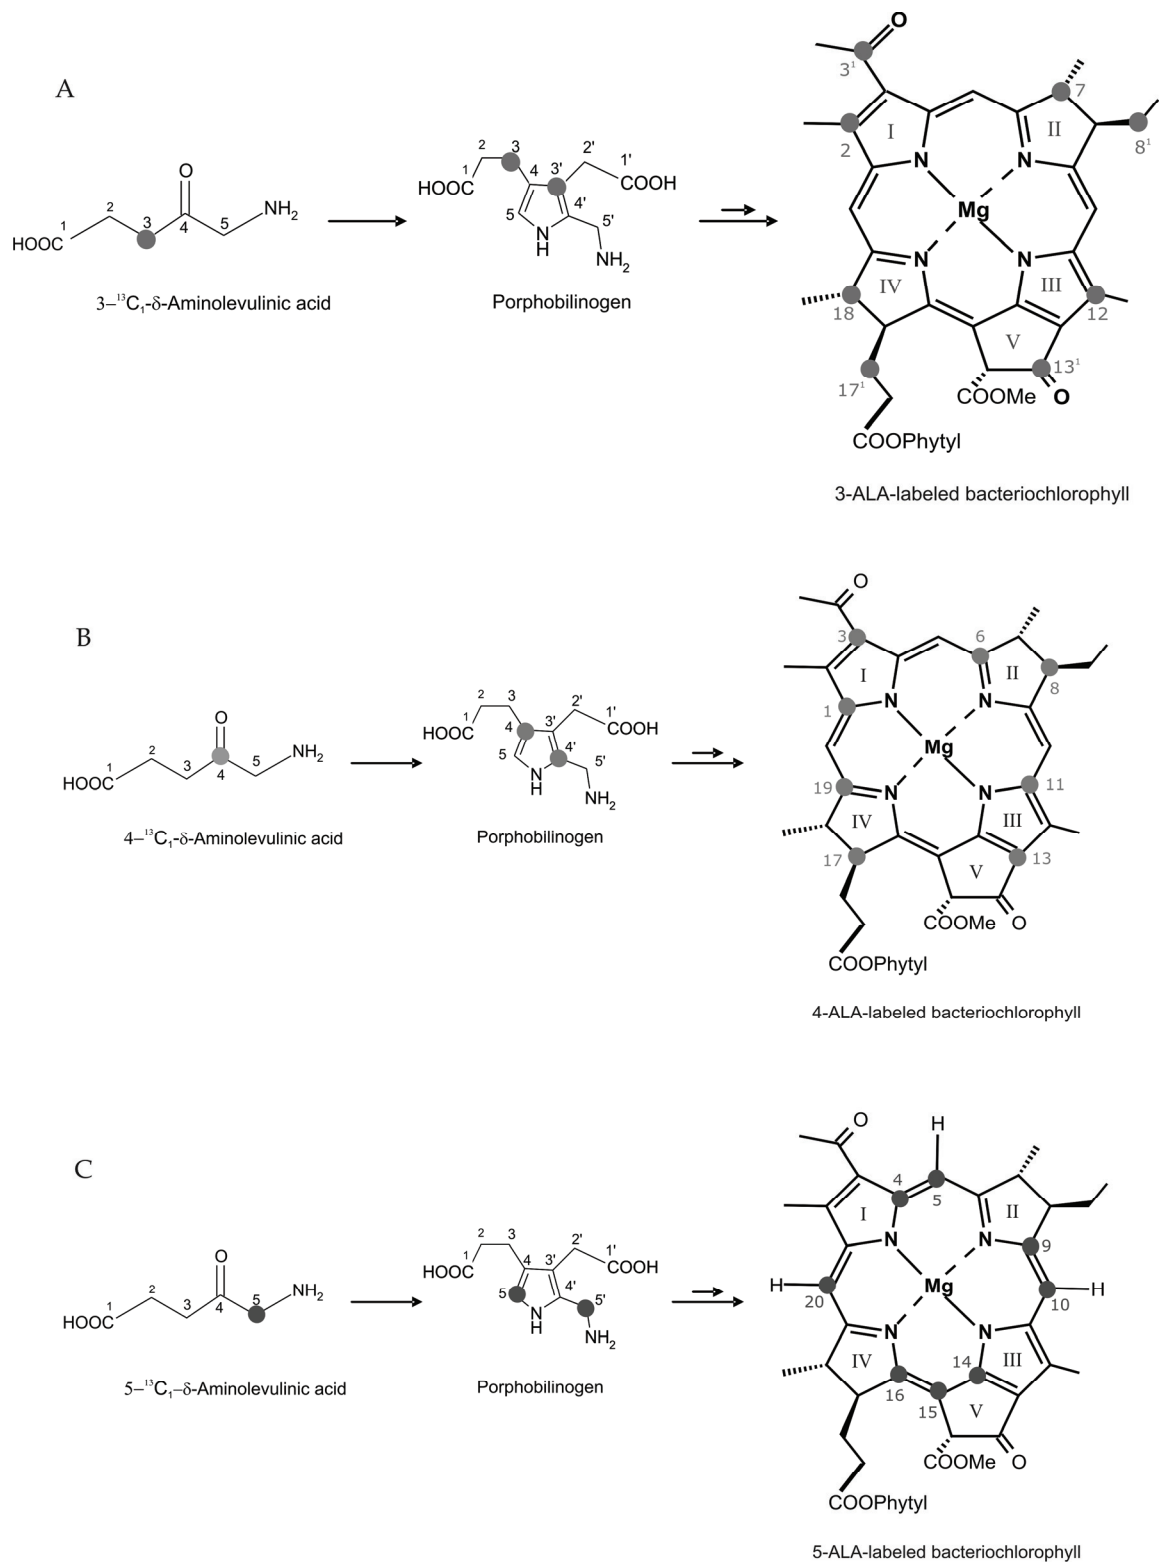 A
HOOC
1
2
3
4
5
O
NH₂
3–¹³C₁-δ-Aminolevulinic acid
HOOC
1
2
3
4
5
3'
2'
1'
COOH
4'
5'
NH
NH₂
Porphobilinogen
O
3¹
2
I
7
II
8¹
N
N
Mg
N
N
IV
18
III
12
V
13¹
17¹
COOMe
O
COOPhytyl
3-ALA-labeled bacteriochlorophyll
B
HOOC
1
2
3
4
5
O
NH₂
4–¹³C₁-δ-Aminolevulinic acid
HOOC
1
2
3
4
5
3'
2'
1'
COOH
4'
5'
NH
NH₂
Porphobilinogen
O
3
6
I
II
8
1
N
N
Mg
19
N
N
11
IV
III
17
13
V
COOMe
O
COOPhytyl
4-ALA-labeled bacteriochlorophyll
C
HOOC
1
2
3
4
5
O
NH₂
5–¹³C₁–δ-Aminolevulinic acid
HOOC
1
2
3
4
5
3'
2'
1'
COOH
4'
5'
NH
NH₂
Porphobilinogen
O
H
4
5
I
II
N
N
9
H
20
Mg
10
H
N
N
IV
14
III
16
15
V
COOMe
O
COOPhytyl
5-ALA-labeled bacteriochlorophyll